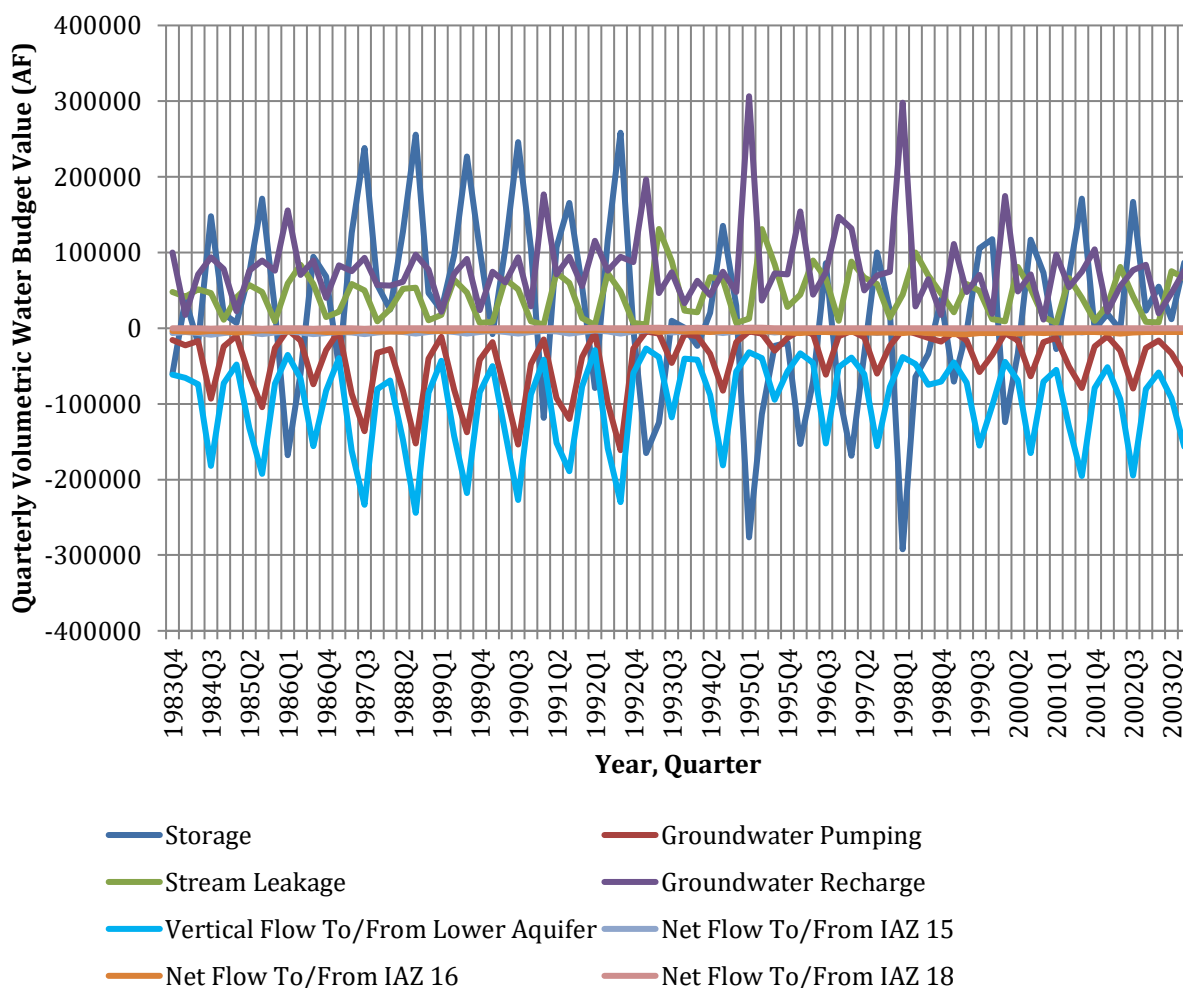 Quarterly Volumetric Water Budget Value (AF)
400000
300000
200000
100000
0
-100000
-200000
-300000
-400000
1983Q4
1984Q3
1985Q2
1986Q1
1986Q4
1987Q3
1988Q2
1989Q1
1989Q4
1990Q3
1991Q2
1992Q1
1992Q4
1993Q3
1994Q2
1995Q1
1995Q4
1996Q3
1997Q2
1998Q1
1998Q4
1999Q3
2000Q2
2001Q1
2001Q4
2002Q3
2003Q2
Year, Quarter
Storage
Groundwater Pumping
Stream Leakage
Groundwater Recharge
Vertical Flow To/From Lower Aquifer
Net Flow To/From IAZ 15
Net Flow To/From IAZ 16
Net Flow To/From IAZ 18